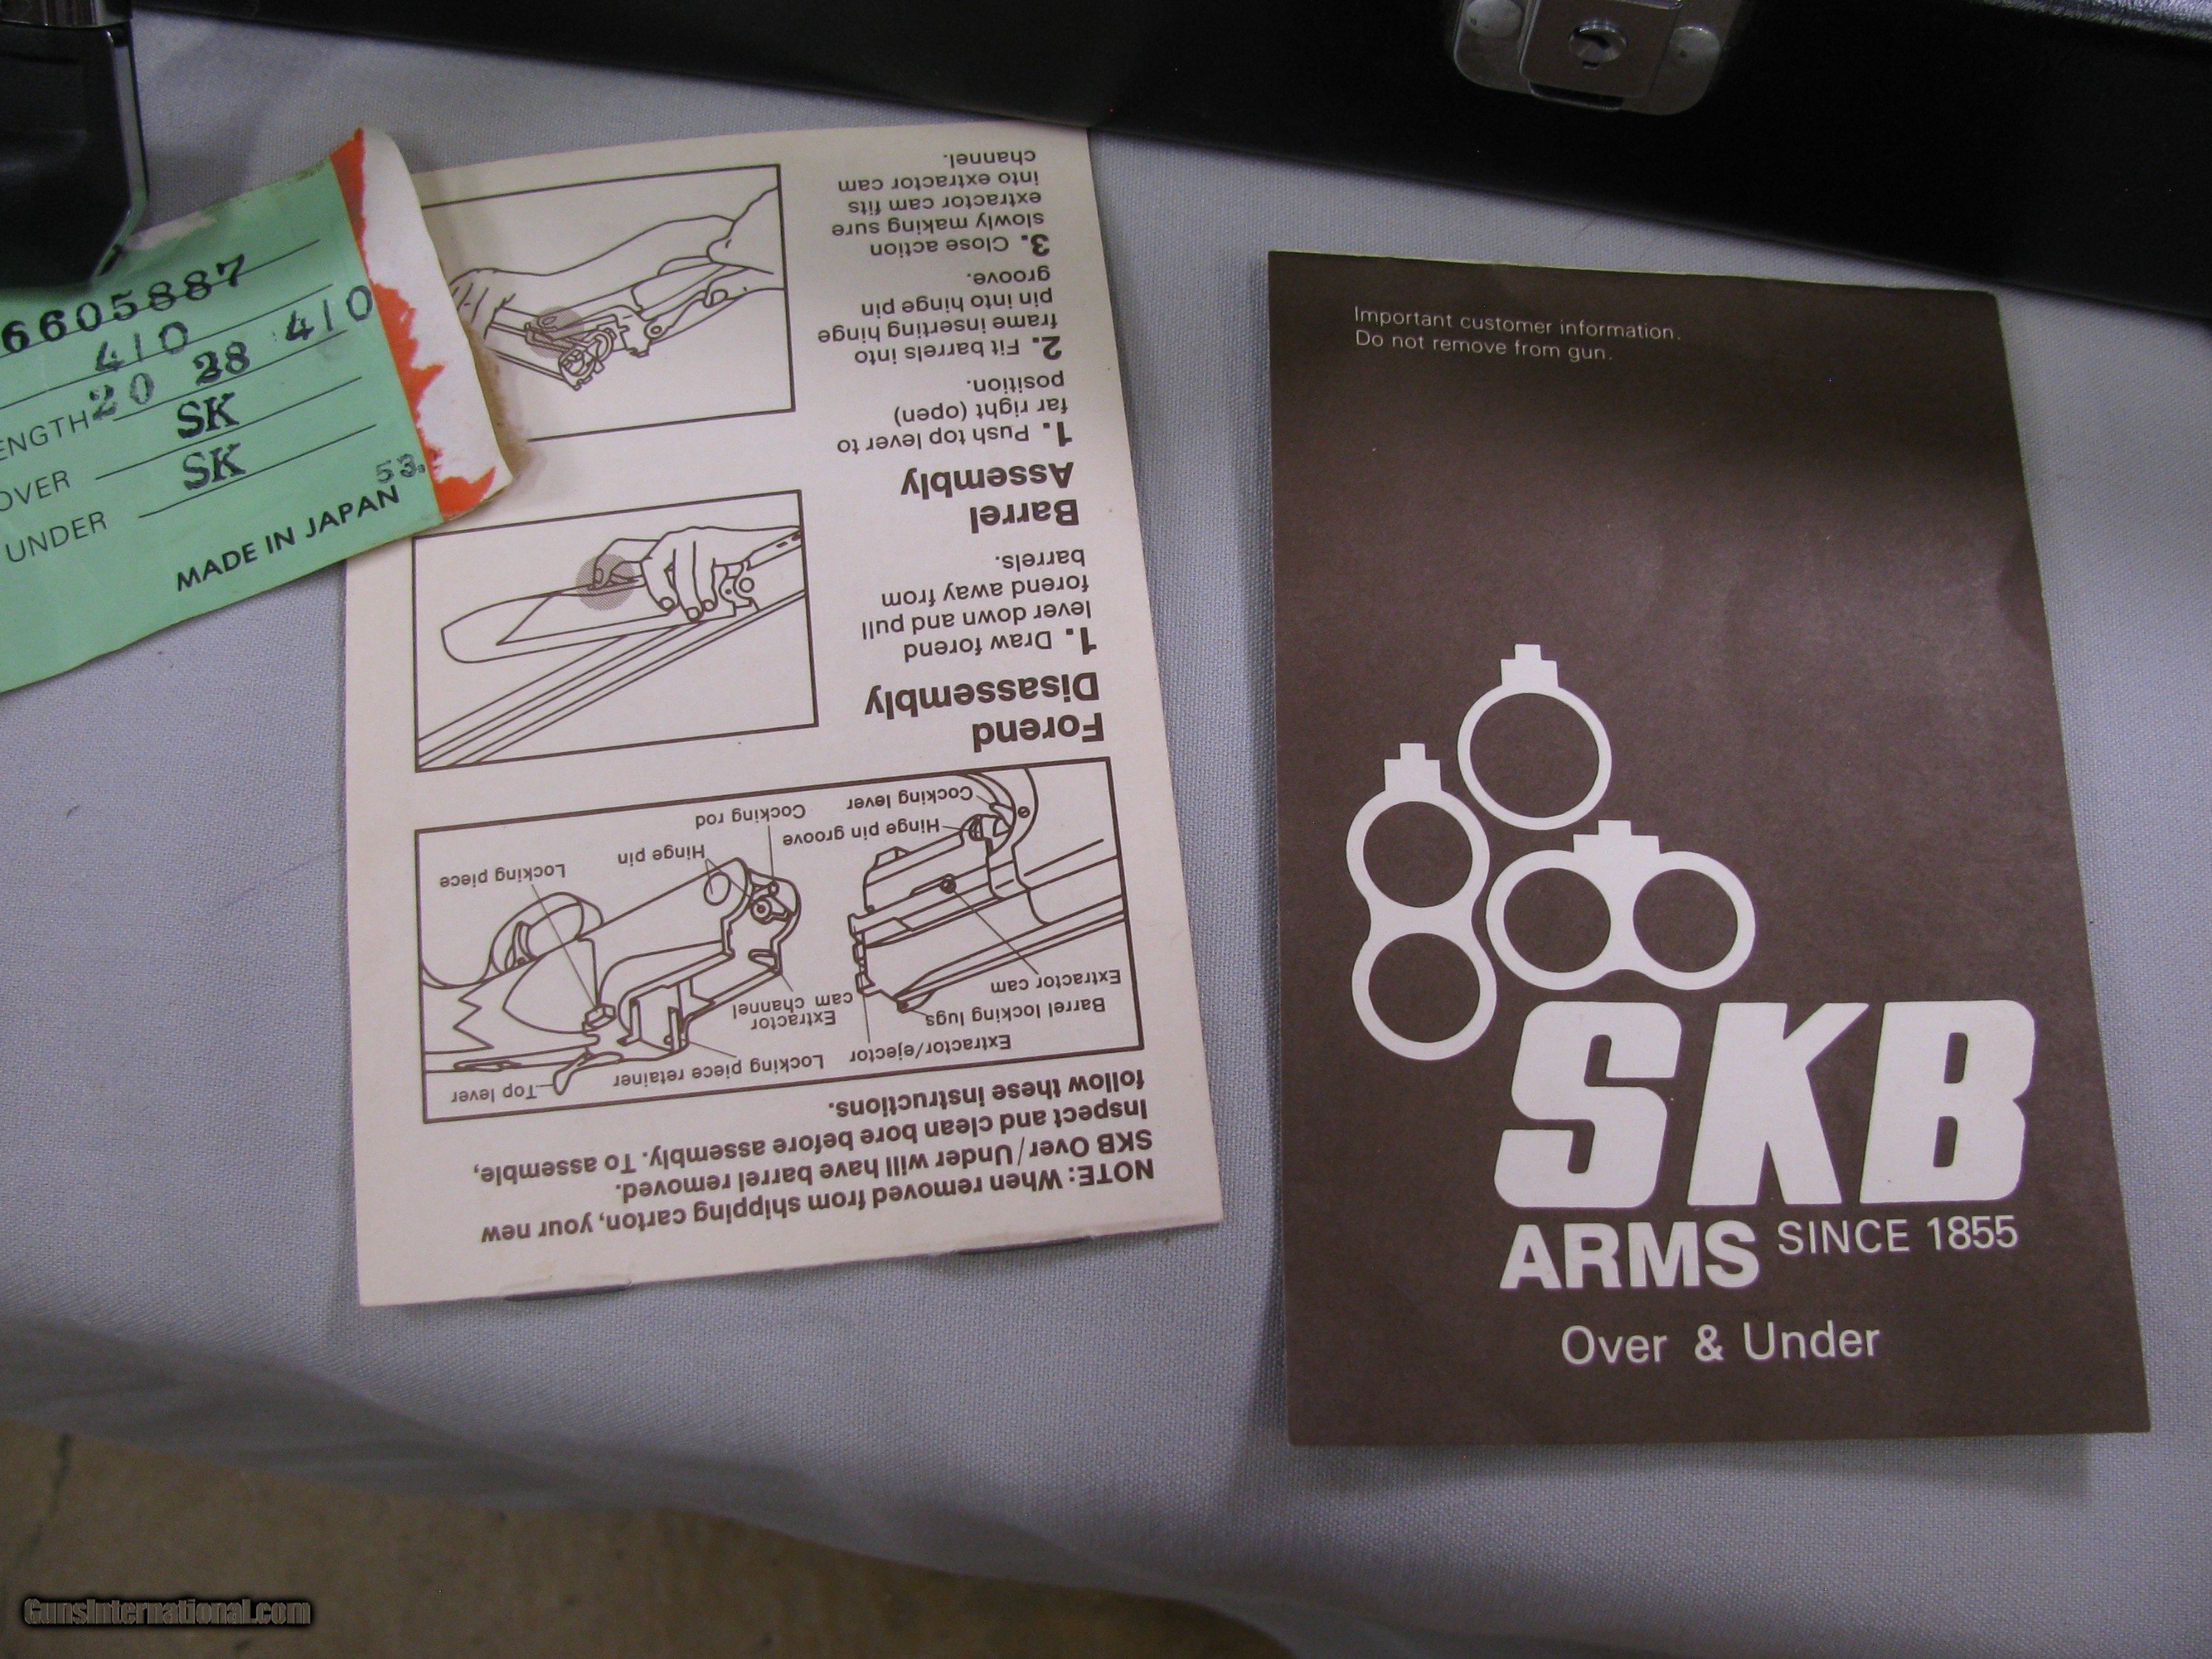 6605887
410
ENGTH 20 28 410
OVER SK
UNDER SK
53.
MADE IN JAPAN
NOTE: When removed from shipping carton, your new
SKB Over/Under will have barrel removed.
Inspect and clean bore before assembly. To assemble,
follow these instructions.
Top lever
Locking piece retainer
Extractor/ejector
Barrel locking lugs
Extractor
cam channel
Extractor
cam
Locking piece
Hinge pin
Cocking rod
Hinge pin groove
Cocking lever
Forend
Disassembly
1. Draw forend
lever down and pull
forend away from
barrels.
Barrel
Assembly
1. Push top lever to
far right (open)
position.
2. Fit barrels into
frame inserting hinge
pin into hinge pin
groove.
3. Close action
slowly making sure
extractor cam fits
into extractor cam
channel.
Important customer information.
Do not remove from gun.
SKB
ARMS SINCE 1855
Over & Under
GunsInternational.com